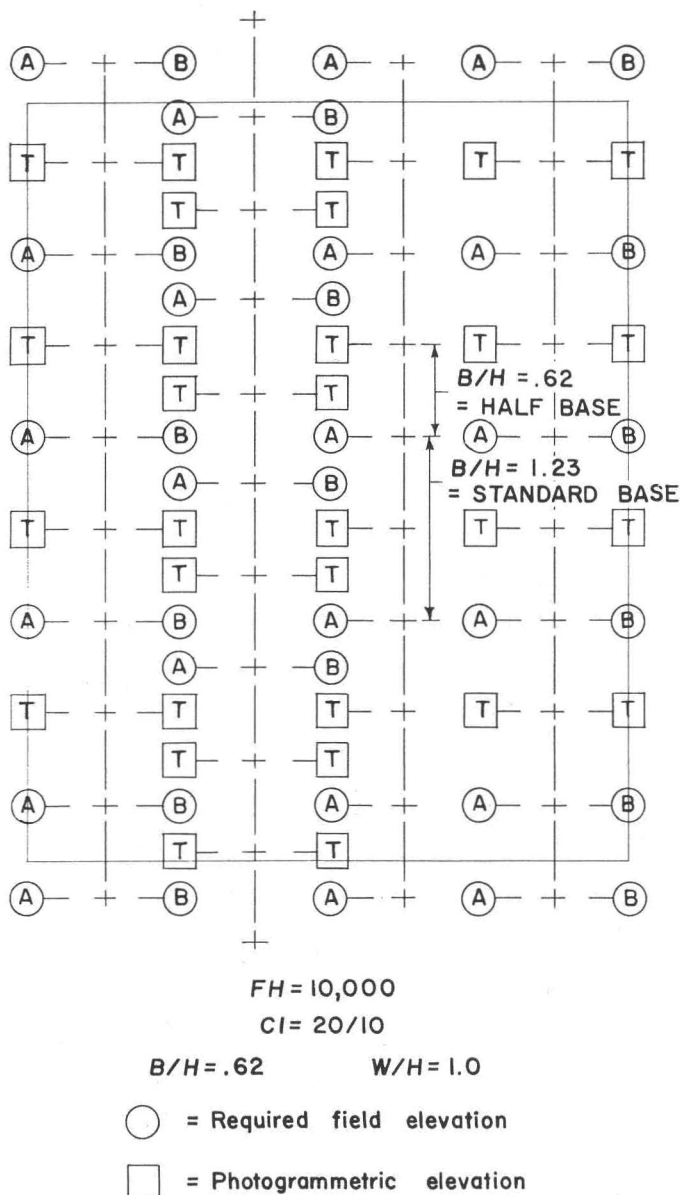 A B A A B
A B
T T T T T
T T
A B A A B
A B
T T T T T
B/H = .62
T T
= HALF BASE
A B A A B
B/H = 1.23
A B
= STANDARD BASE
T T T T T
T T
A B A A B
A B
T T T T T
T T
A B A A B
T T
A B A A B
FH = 10,000
CI = 20/10
B/H = .62 W/H = 1.0
= Required field elevation
= Photogrammetric elevation